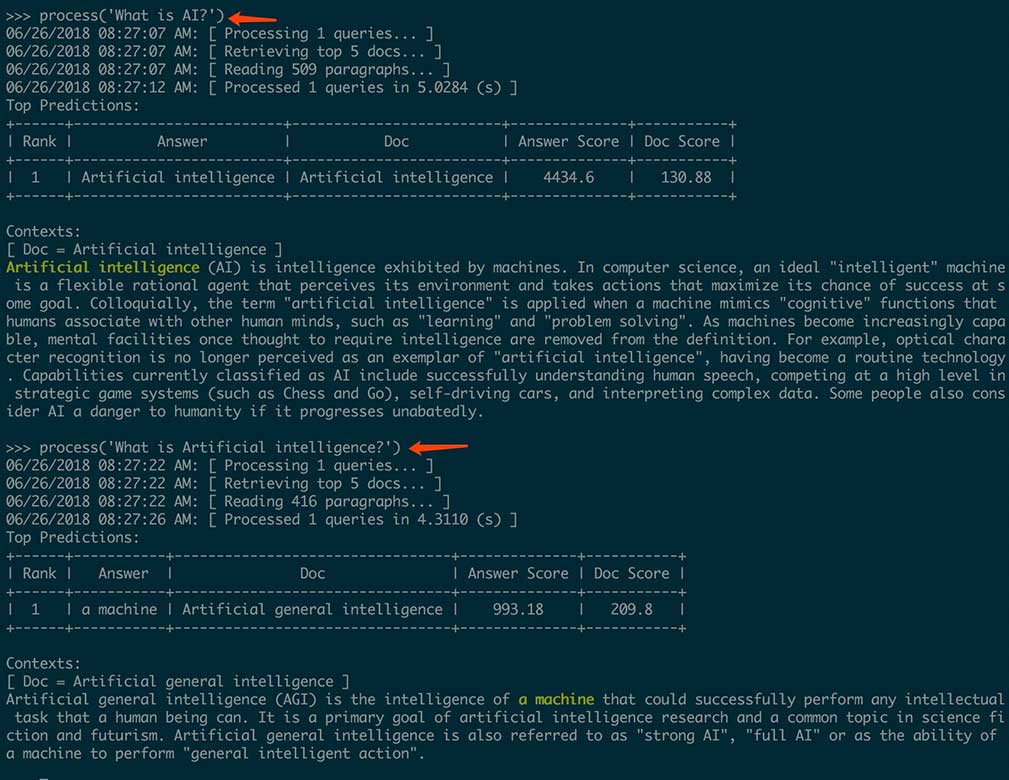 >>> process('What is AI?')
06/26/2018 08:27:07 AM: [ Processing 1 queries... ]
06/26/2018 08:27:07 AM: [ Retrieving top 5 docs... ]
06/26/2018 08:27:07 AM: [ Reading 509 paragraphs... ]
06/26/2018 08:27:12 AM: [ Processed 1 queries in 5.0284 (s) ]
Top Predictions:
+------+-------------------------+-------------------------+--------------+-----------+
| Rank |          Answer         |           Doc           | Answer Score | Doc Score |
+------+-------------------------+-------------------------+--------------+-----------+
|  1   | Artificial intelligence | Artificial intelligence |    4434.6    |   130.88  |
+------+-------------------------+-------------------------+--------------+-----------+
Contexts:
[ Doc = Artificial intelligence ]
Artificial intelligence (AI) is intelligence exhibited by machines. In computer science, an ideal "intelligent" machine
 is a flexible rational agent that perceives its environment and takes actions that maximize its chance of success at s
ome goal. Colloquially, the term "artificial intelligence" is applied when a machine mimics "cognitive" functions that
humans associate with other human minds, such as "learning" and "problem solving". As machines become increasingly capa
ble, mental facilities once thought to require intelligence are removed from the definition. For example, optical chara
cter recognition is no longer perceived as an exemplar of "artificial intelligence", having become a routine technology
. Capabilities currently classified as AI include successfully understanding human speech, competing at a high level in
 strategic game systems (such as Chess and Go), self-driving cars, and interpreting complex data. Some people also cons
ider AI a danger to humanity if it progresses unabatedly.
>>> process('What is Artificial intelligence?')
06/26/2018 08:27:22 AM: [ Processing 1 queries... ]
06/26/2018 08:27:22 AM: [ Retrieving top 5 docs... ]
06/26/2018 08:27:22 AM: [ Reading 416 paragraphs... ]
06/26/2018 08:27:26 AM: [ Processed 1 queries in 4.3110 (s) ]
Top Predictions:
+------+-----------+---------------------------------+--------------+-----------+
| Rank |   Answer  |               Doc               | Answer Score | Doc Score |
+------+-----------+---------------------------------+--------------+-----------+
|  1   | a machine | Artificial general intelligence |    993.18    |   209.8   |
+------+-----------+---------------------------------+--------------+-----------+
Contexts:
[ Doc = Artificial general intelligence ]
Artificial general intelligence (AGI) is the intelligence of a machine that could successfully perform any intellectual
 task that a human being can. It is a primary goal of artificial intelligence research and a common topic in science fi
ction and futurism. Artificial general intelligence is also referred to as "strong AI", "full AI" or as the ability of
a machine to perform "general intelligent action".